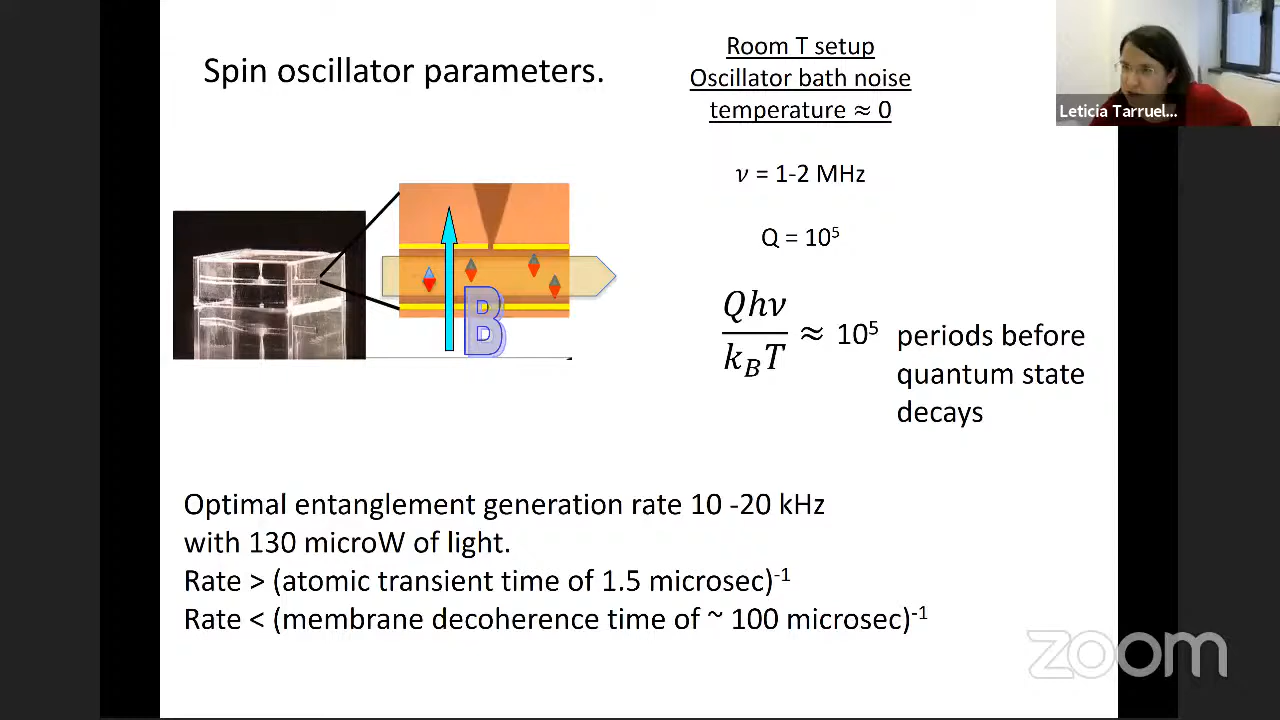 Spin oscillator parameters.
Room T setup
Oscillator bath noise
temperature ≈ 0
Leticia Tarruel...
ν = 1-2 MHz
Q = 10⁵
B
Qhν
k_BT
≈ 10⁵
periods before
quantum state
decays
Optimal entanglement generation rate 10 -20 kHz
with 130 microW of light.
Rate > (atomic transient time of 1.5 microsec)⁻¹
Rate < (membrane decoherence time of ~ 100 microsec)⁻¹
zoom